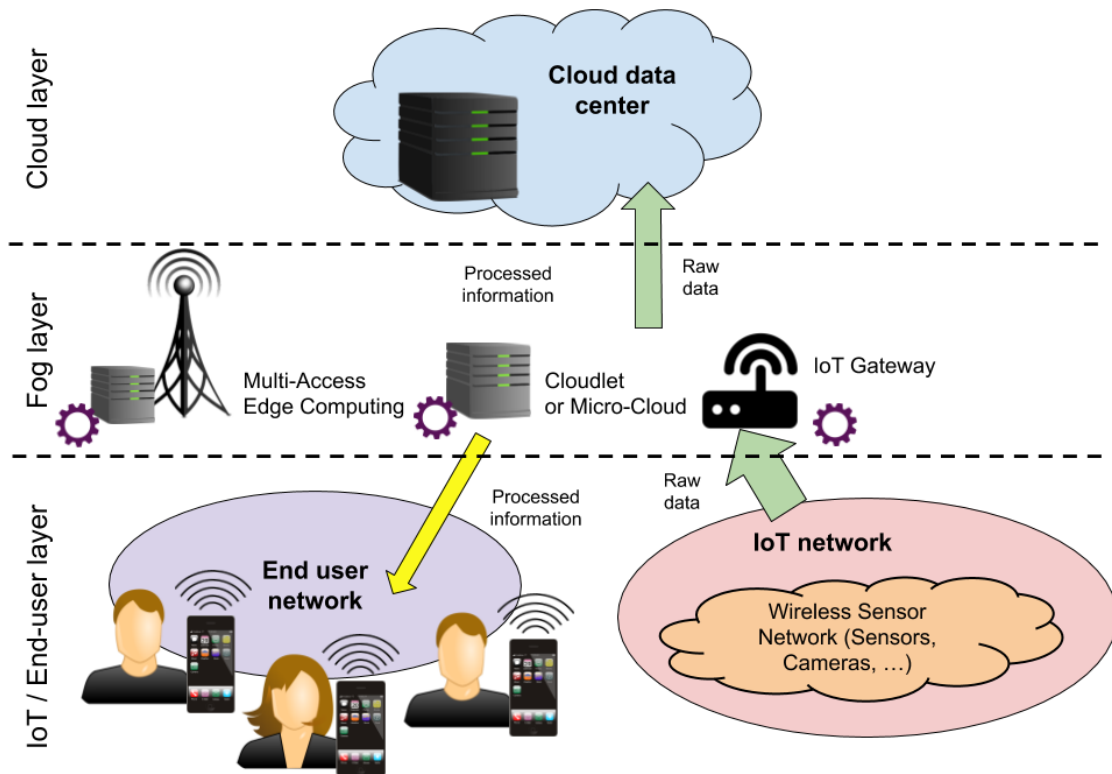 Cloud layer
Cloud data
center
Fog layer
Processed
information
Raw
data
Multi-Access
Edge Computing
Cloudlet
or Micro-Cloud
IoT Gateway
IoT / End-user layer
Processed
information
Raw
data
End user
network
IoT network
Wireless Sensor
Network (Sensors,
Cameras, …)